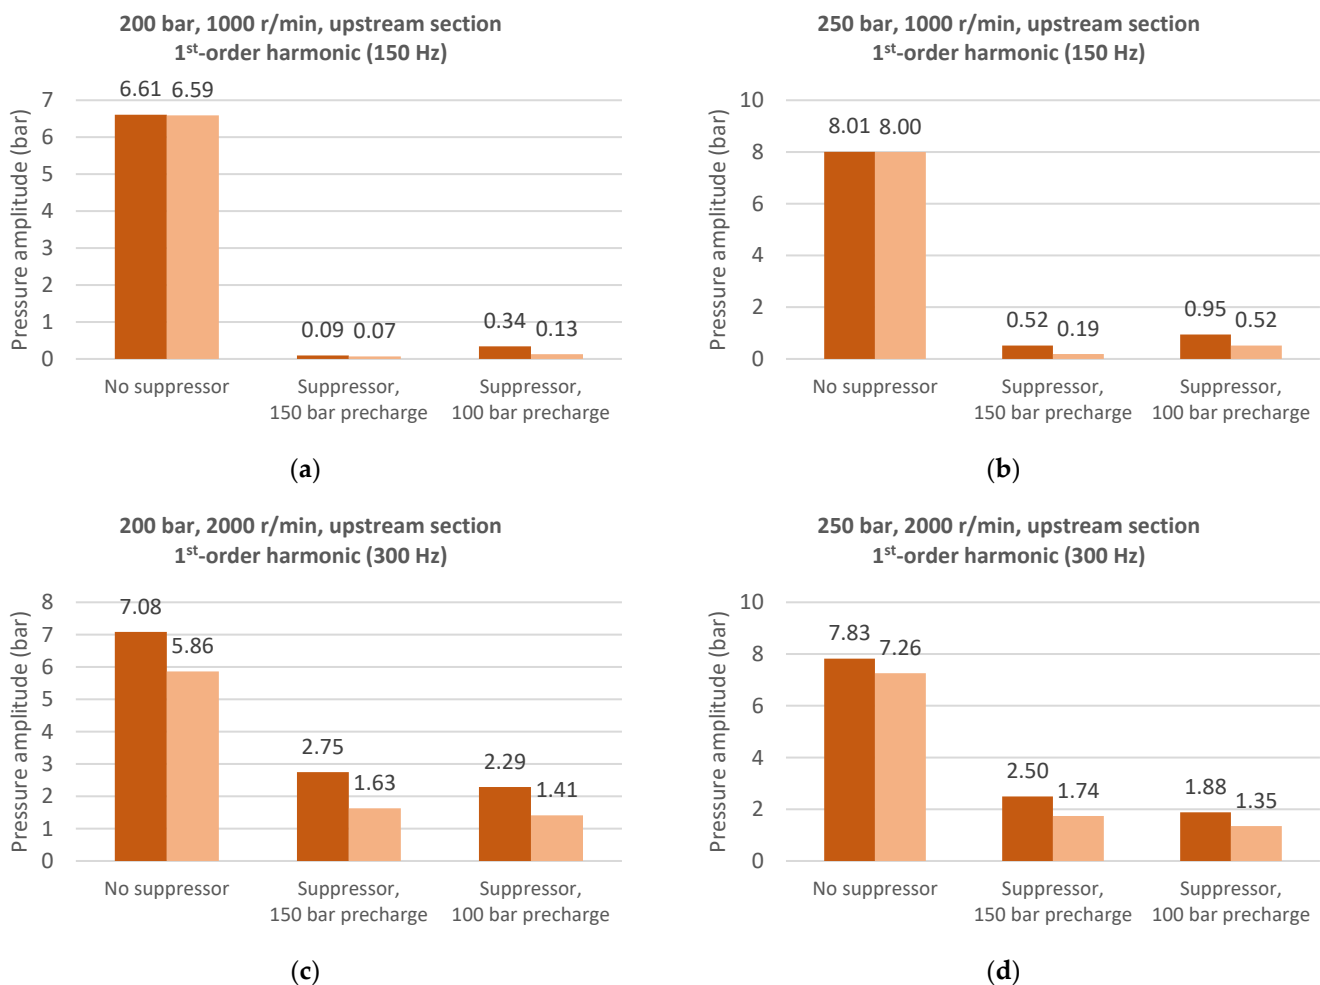 200 bar, 1000 r/min, upstream section
1st-order harmonic (150 Hz)
Pressure amplitude (bar)
7
6
5
4
3
2
1
0
6.61 6.59
0.09 0.07
0.34
0.13
No suppressor
Suppressor,
150 bar precharge
Suppressor,
100 bar precharge
(a)
250 bar, 1000 r/min, upstream section
1st-order harmonic (150 Hz)
Pressure amplitude (bar)
10
8
6
4
2
0
8.01 8.00
0.52
0.19
0.95
0.52
No suppressor
Suppressor,
150 bar precharge
Suppressor,
100 bar precharge
(b)
200 bar, 2000 r/min, upstream section
1st-order harmonic (300 Hz)
Pressure amplitude (bar)
8
7
6
5
4
3
2
1
0
7.08
5.86
2.75
1.63
2.29
1.41
No suppressor
Suppressor,
150 bar precharge
Suppressor,
100 bar precharge
(c)
250 bar, 2000 r/min, upstream section
1st-order harmonic (300 Hz)
Pressure amplitude (bar)
10
8
6
4
2
0
7.83
7.26
2.50
1.74
1.88
1.35
No suppressor
Suppressor,
150 bar precharge
Suppressor,
100 bar precharge
(d)